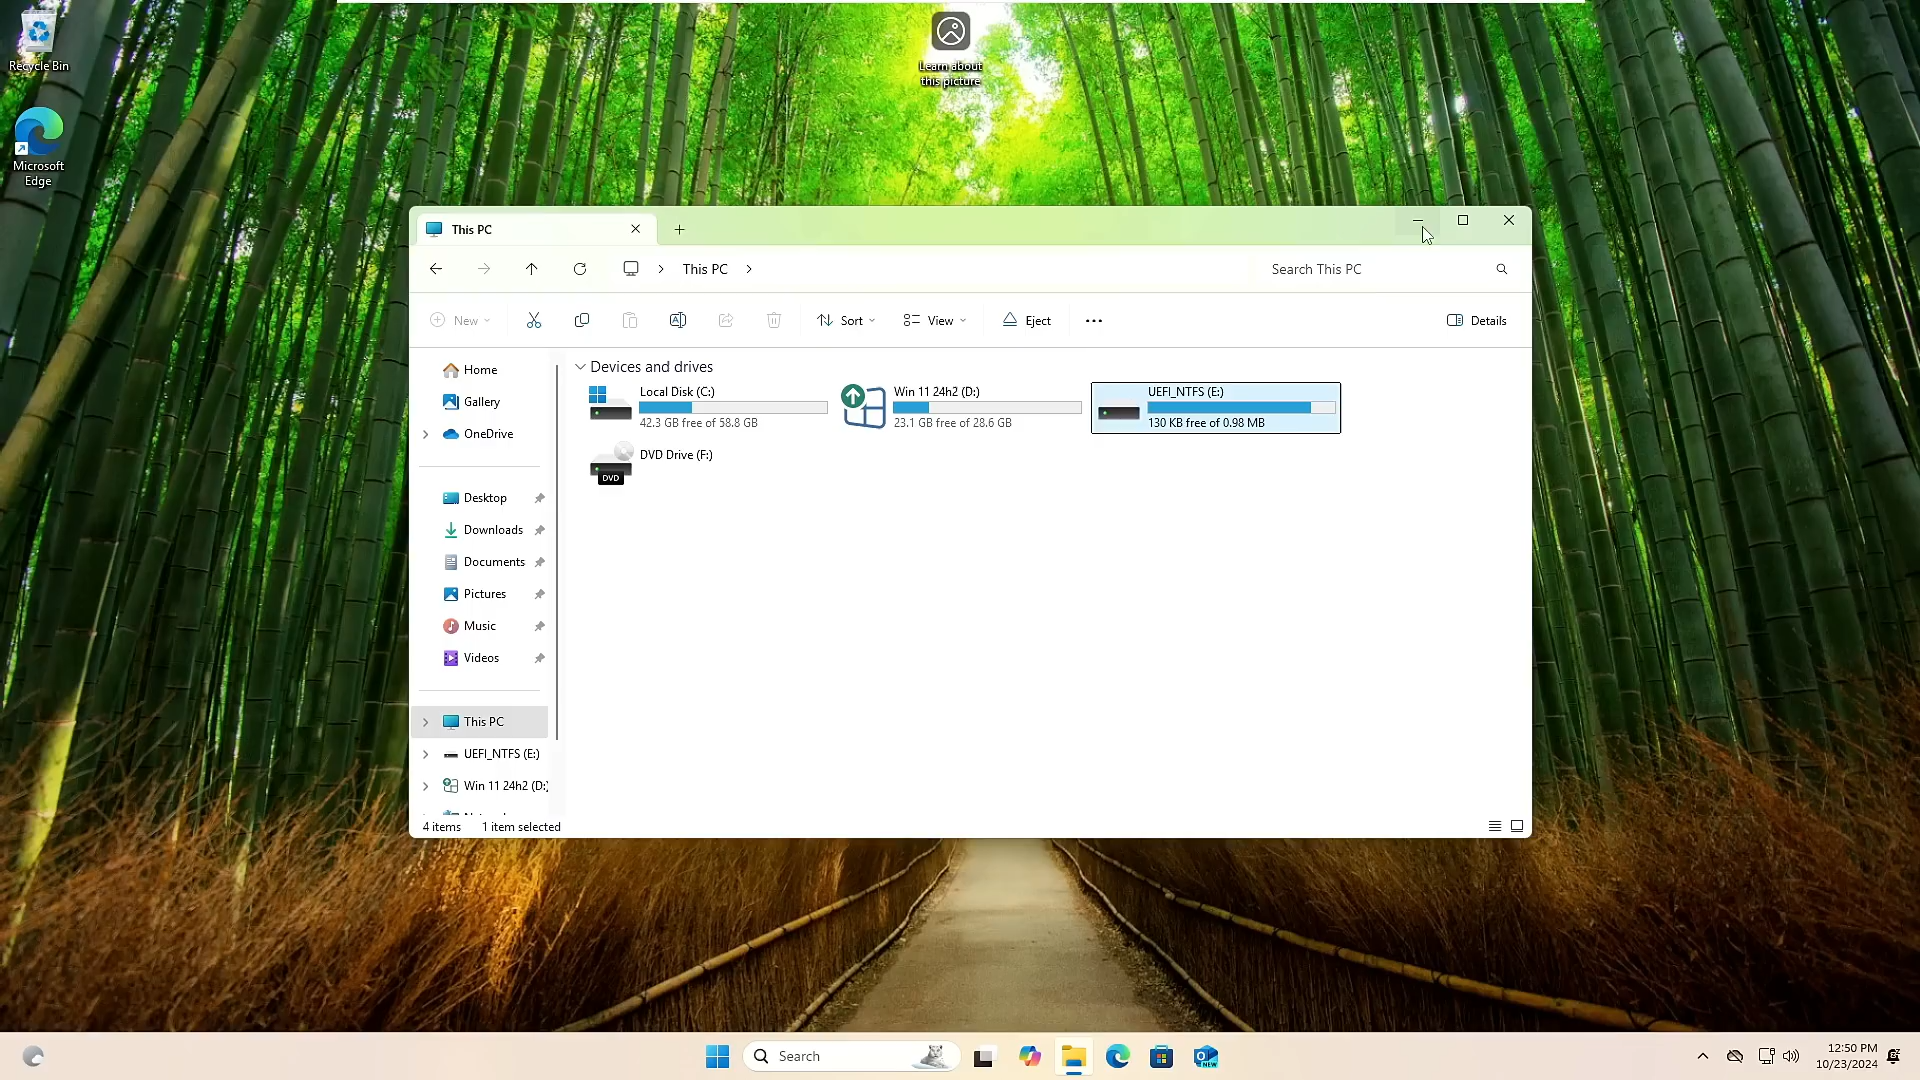 Recycle Bin
Learn about
this picture
Microsoft
Edge
This PC
This PC
Search This PC
New
Sort
View
Eject
Details
Home
Gallery
OneDrive
Desktop
Downloads
Documents
Pictures
Music
Videos
This PC
UEFI_NTFS (E:)
Win 11 24h2 (D:)
Devices and drives
Local Disk (C:)
42.3 GB free of 58.8 GB
Win 11 24h2 (D:)
23.1 GB free of 28.6 GB
UEFI_NTFS (E:)
130 KB free of 0.98 MB
DVD Drive (F:)
DVD
4 items 1 item selected
Search
NEW
12:50 PM
10/23/2024